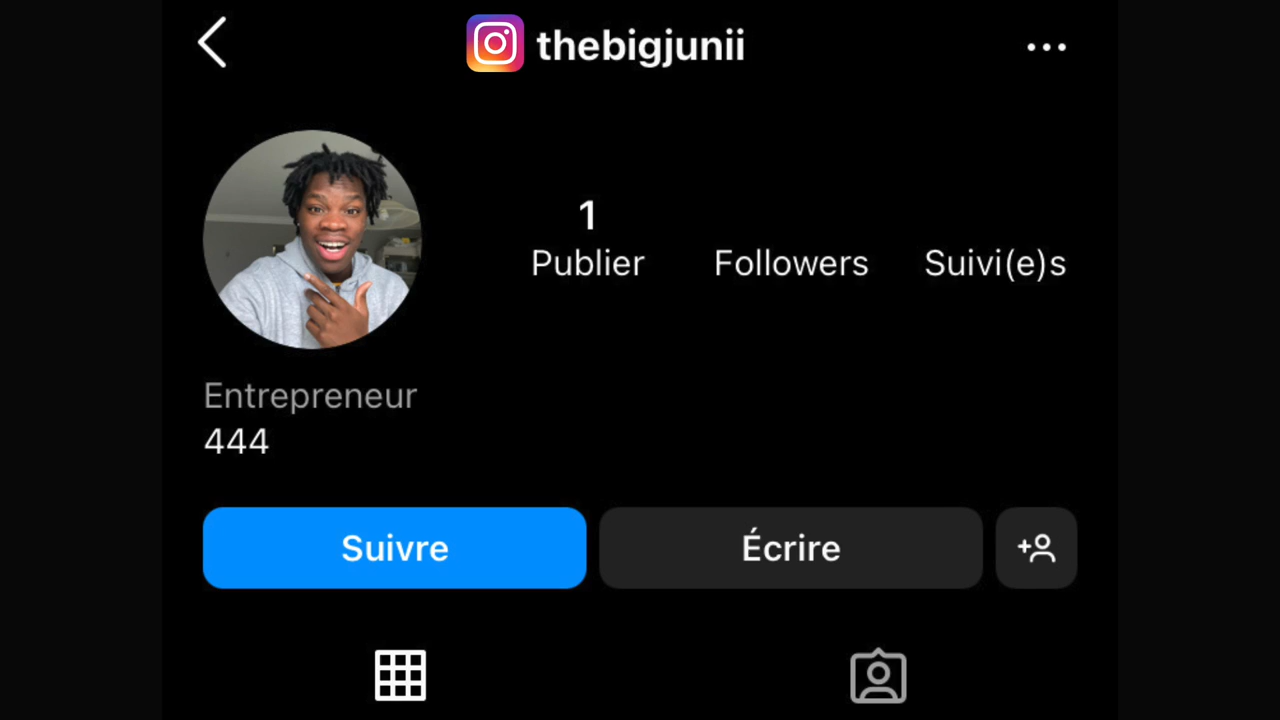 thebigjunii
1
Publier Followers Suivi(e)s
Entrepreneur
444
Suivre Écrire